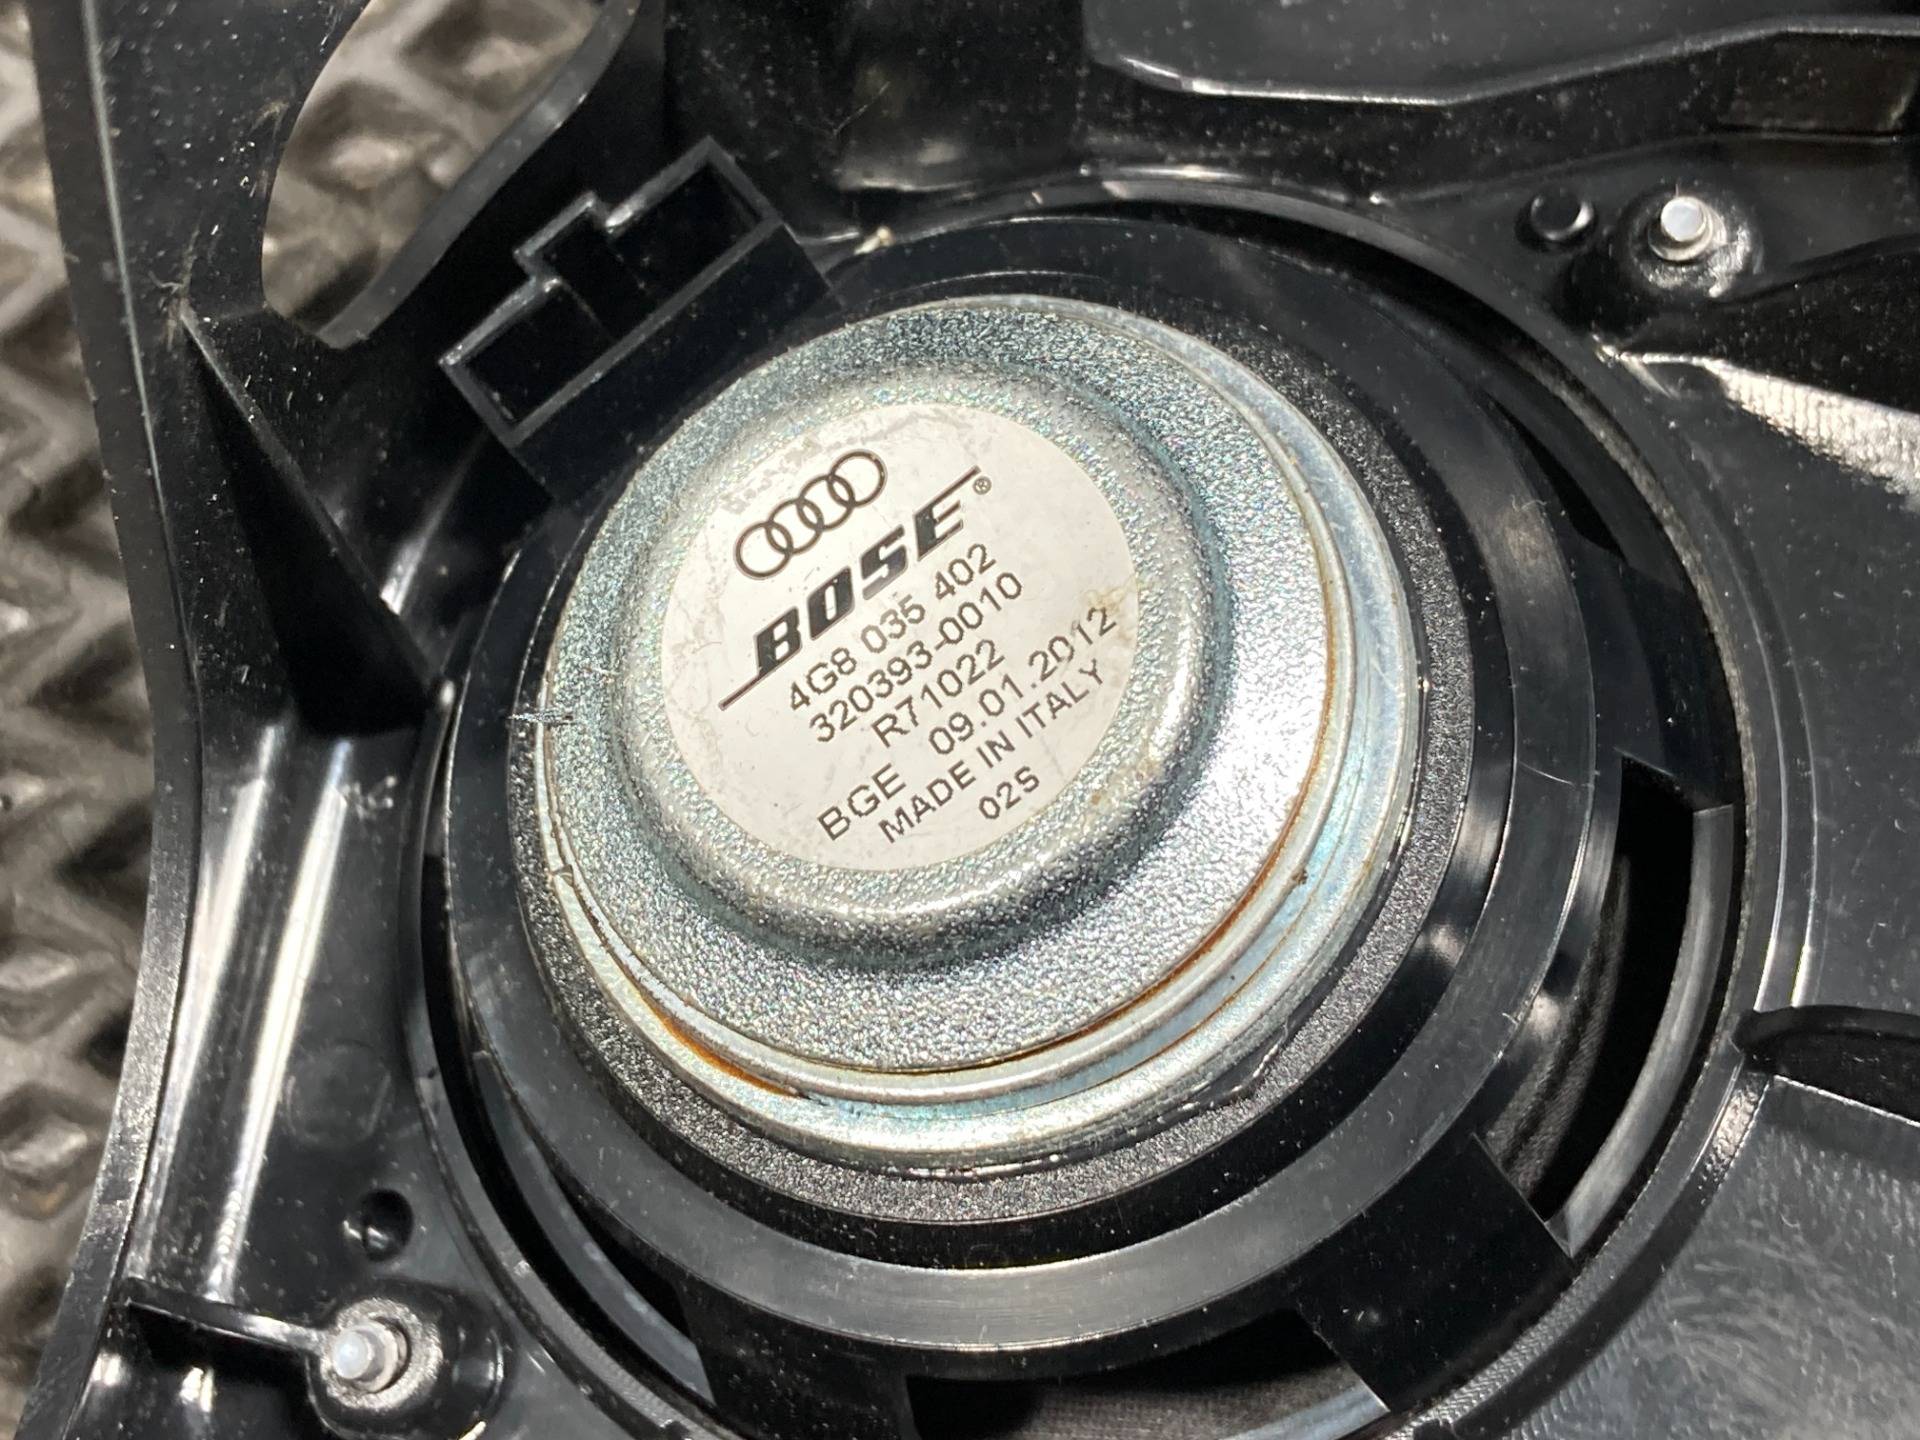 BOSE®
4G8 035 402
320393-0010
R71022
BGE 09.01.2012
MADE IN ITALY
02S